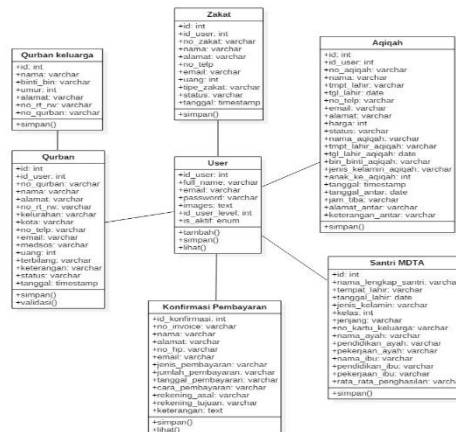 Zakat
+id: int
+id_user: int
+no_zakat: varchar
+nama: varchar
+alamat: varchar
+no_telp
+email: varchar
+uang: int
+tipe_zakat: varchar
+status: varchar
+tanggal: timestamp
+simpan()
Qurban keluarga
+id: int
+nama: varchar
+binti_bin: varchar
+umur: int
+alamat: varchar
+no_rt_rw: varchar
+no_qurban: varchar
+simpan()
Aqiqah
+id: int
+id_user: int
+no_aqiqah: varchar
+nama: varchar
+tmpt_lahir: varchar
+tgl_lahir: date
+no_telp: varchar
+email: varchar
+alamat: varchar
+harga: int
+status: varchar
+nama_aqiqah: varchar
+tmpat_lahir_aqiqah: varchar
+tgl_lahir_aqiqah: date
+bin_binti_aqiqah: varchar
+jenis_kelamin_aqiqah: varchar
+anak_ke_aqiqah: int
+tanggal: timestamp
+tanggal_antar: date
+jam_tiba: varchar
+alamat_antar: varchar
+keterangan_antar: varchar
+simpan()
Qurban
+id: int
+id_user: int
+no_qurban: varchar
+nama: varchar
+alamat: varchar
+no_rt_rw: varchar
+kelurahan: varchar
+kota: varchar
+no_telp: varchar
+email: varchar
+medsos: varchar
+uang: int
+terbilang: varchar
+keterangan: varchar
+status: varchar
+tanggal: timestamp
+simpan()
+validasi()
User
+id_user: int
+full_name: varchar
+email: varchar
+password: varchar
+images: text
+id_user_level: int
+is_aktif: enum
+tambah()
+simpan()
+lihat()
Santri MDTA
+id: int
+nama_lengkap_santri: varchar
+tempat_lahir: varchar
+tanggal_lahir: date
+jenis_kelamin: varchar
+kelas: int
+jenjang: varchar
+no_kartu_keluarga: varchar
+nama_ayah: varchar
+pendidikan_ayah: varchar
+pekerjaan_ayah: varchar
+nama_ibu: varchar
+pendidikan_ibu: varchar
+pekerjaan_ibu: varchar
+rata_rata_penghasilan: varchar
+simpan()
Konfirmasi Pembayaran
+id_konfirmasi: int
+no_invoice: varchar
+nama: varchar
+alamat: varchar
+no_hp: varchar
+email: varchar
+jenis_pembayaran: varchar
+jumlah_pembayaran: varchar
+tanggal_pembayaran: varchar
+cara_pembayaran: varchar
+rekening_asal: varchar
+rekening_tujuan: varchar
+keterangan: text
+simpan()
+lihat()